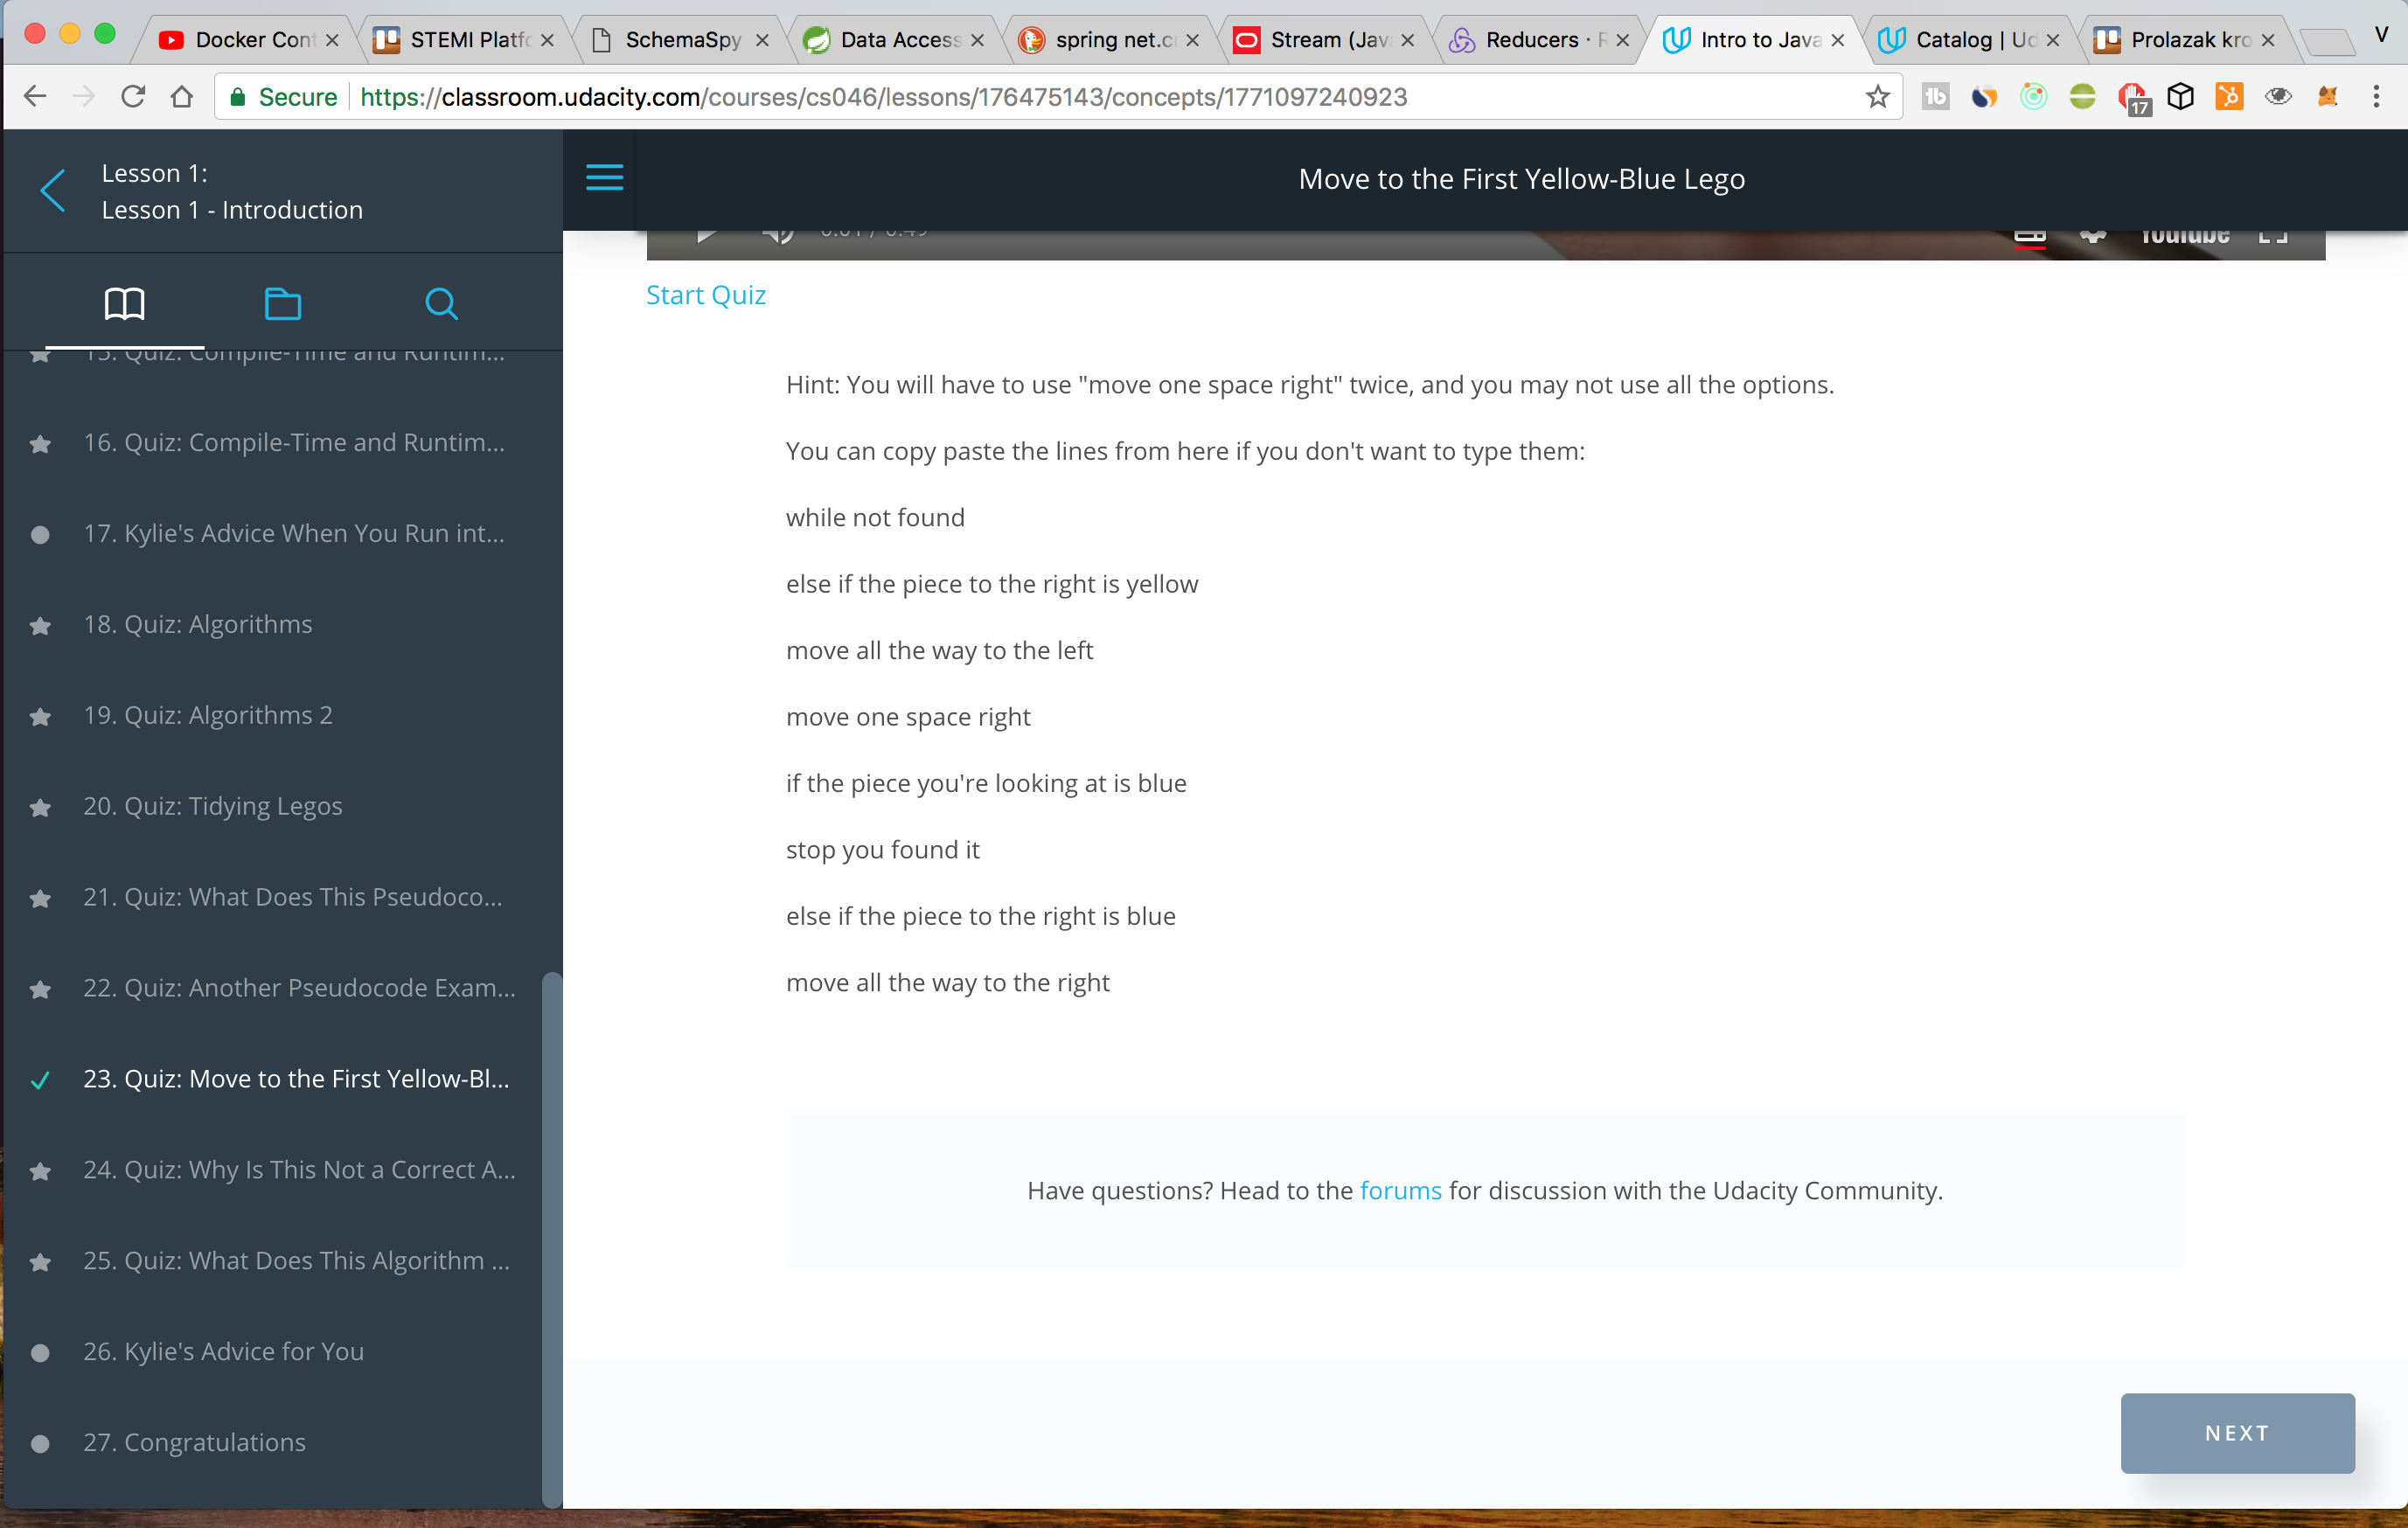 Docker Cont
STEMI Platfo
SchemaSpy
Data Access
spring net.c
Stream (Java
Reducers · R
Intro to Java
Catalog | Ud
Prolazak kro
V
Secure
https://classroom.udacity.com/courses/cs046/lessons/176475143/concepts/1771097240923
17
Lesson 1:
Lesson 1 - Introduction
Move to the First Yellow-Blue Lego
0:01 / 0:49
YouTube
Start Quiz
15. Quiz: Compile-Time and Runtim...
16. Quiz: Compile-Time and Runtim...
17. Kylie's Advice When You Run int...
18. Quiz: Algorithms
19. Quiz: Algorithms 2
20. Quiz: Tidying Legos
21. Quiz: What Does This Pseudoco...
22. Quiz: Another Pseudocode Exam...
23. Quiz: Move to the First Yellow-Bl...
24. Quiz: Why Is This Not a Correct A...
25. Quiz: What Does This Algorithm ...
26. Kylie's Advice for You
27. Congratulations
Hint: You will have to use "move one space right" twice, and you may not use all the options.
You can copy paste the lines from here if you don't want to type them:
while not found
else if the piece to the right is yellow
move all the way to the left
move one space right
if the piece you're looking at is blue
stop you found it
else if the piece to the right is blue
move all the way to the right
Have questions? Head to the forums for discussion with the Udacity Community.
NEXT